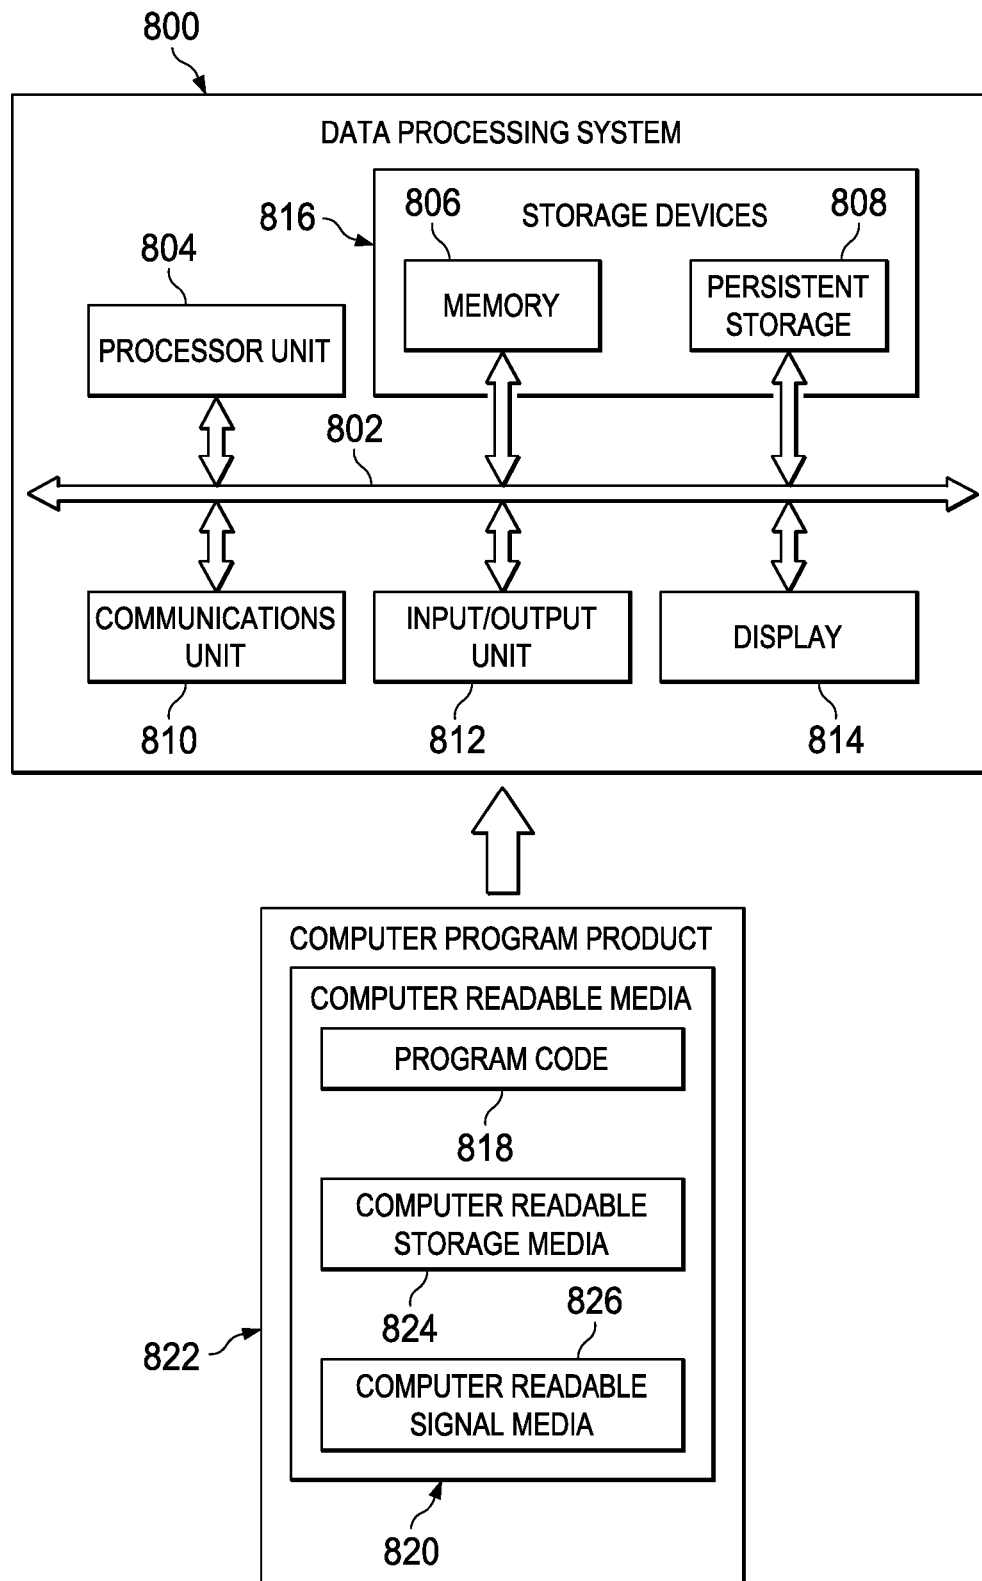 800
DATA PROCESSING SYSTEM
816
806
STORAGE DEVICES
808
804
MEMORY
PERSISTENT
STORAGE
PROCESSOR UNIT
802
COMMUNICATIONS
UNIT
INPUT/OUTPUT
UNIT
DISPLAY
810
812
814
COMPUTER PROGRAM PRODUCT
COMPUTER READABLE MEDIA
PROGRAM CODE
818
COMPUTER READABLE
STORAGE MEDIA
824
826
822
COMPUTER READABLE
SIGNAL MEDIA
820